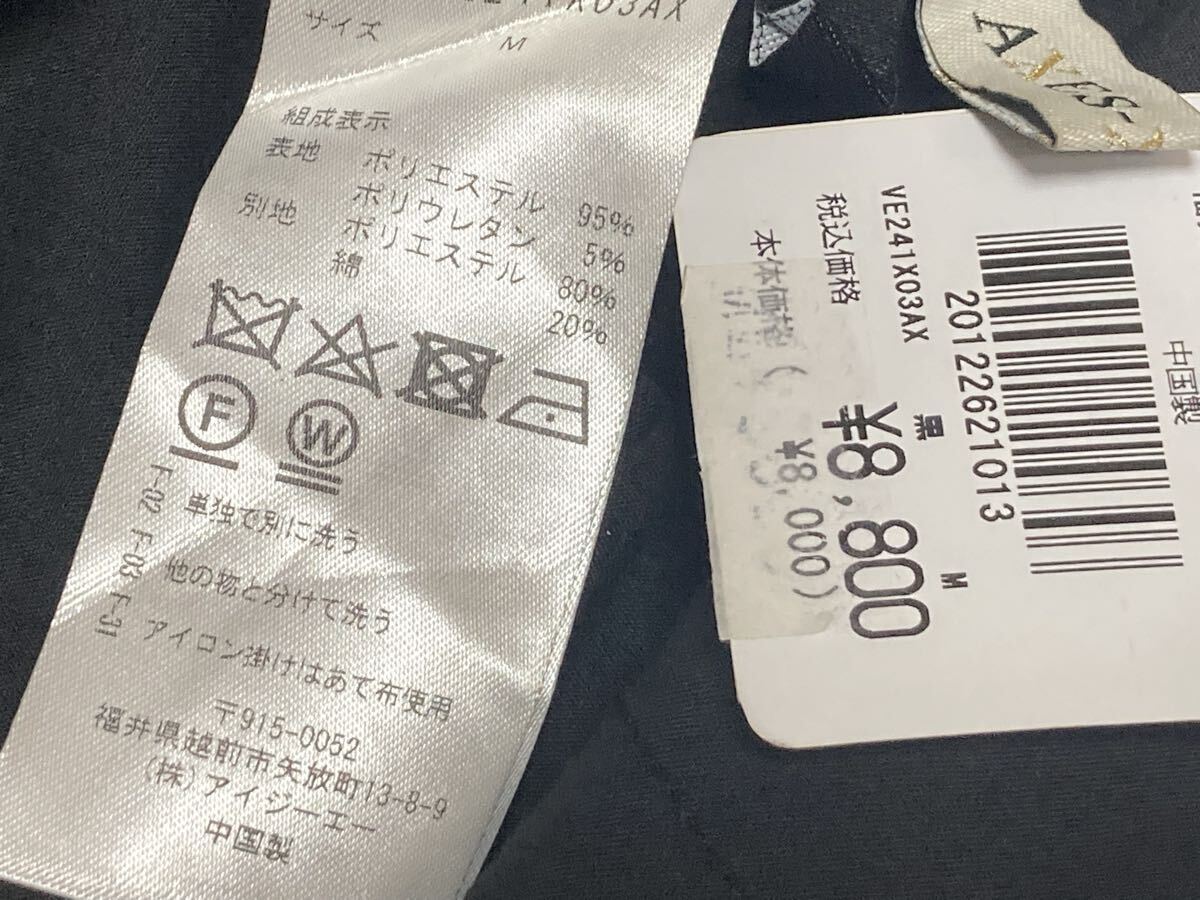 サイズ M
組成表示
表地 ポリエステル 95%
ポリウレタン 5%
別地 ポリエステル 80%
綿 20%
F W
F-02 単独で別に洗う
F-03 他の物と分けて洗う
F-31 アイロン掛けはあて布使用
〒915-0052
福井県越前市矢放町13-8-9
(株)アイジーエー
中国製
AXES
中国製
2012262101３
VE241X03AX 黒 M
税込価格 ¥8,800
本体価格( ¥8,000)